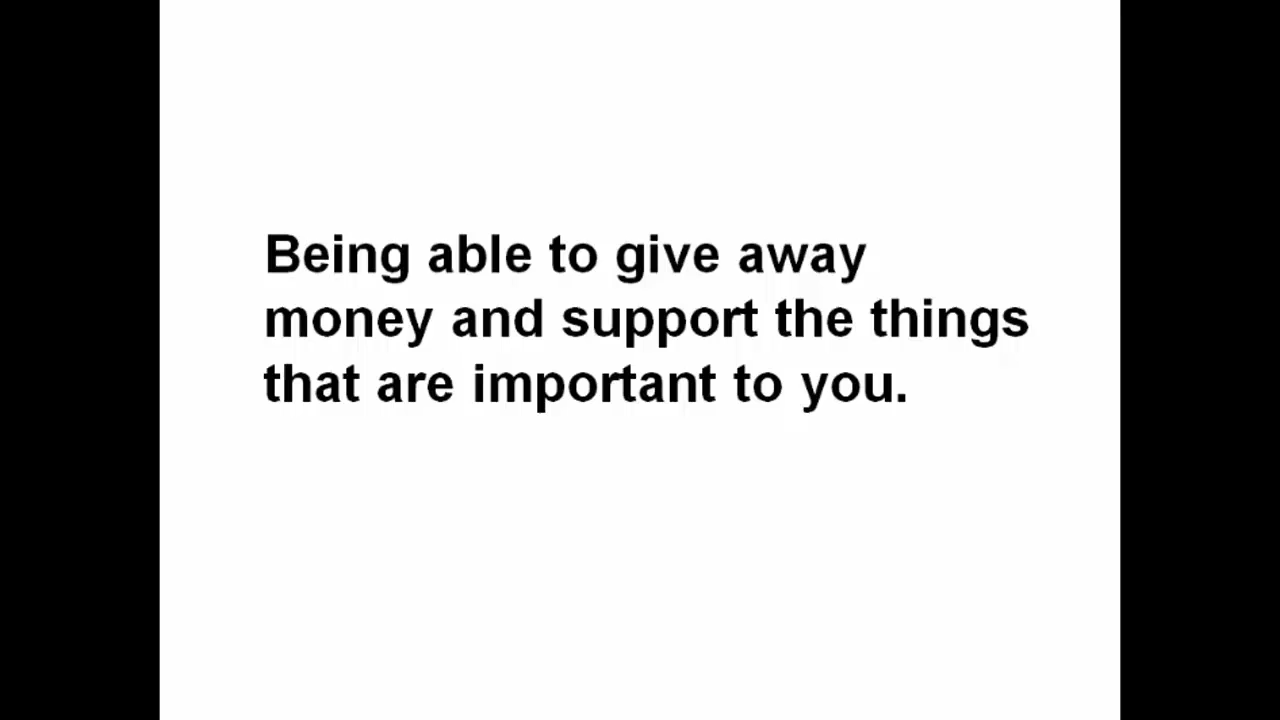 Being able to give away
money and support the things
that are important to you.